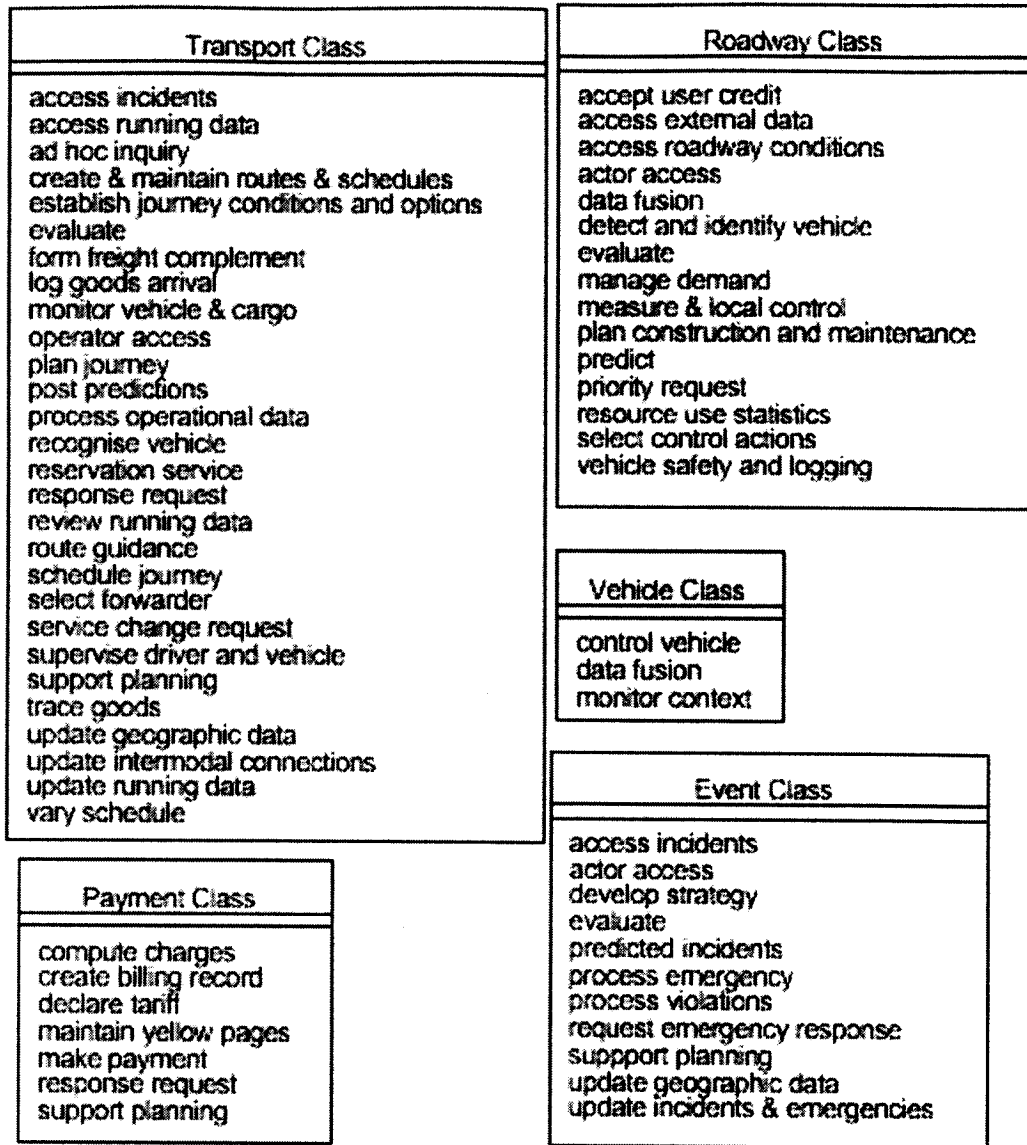 Transport Class
access incidents
access running data
ad hoc inquiry
create & maintain routes & schedules
establish journey conditions and options
evaluate
form freight complement
log goods arrival
monitor vehicle & cargo
operator access
plan journey
post predictions
process operational data
recognise vehicle
reservation service
response request
review running data
route guidance
schedule journey
select forwarder
service change request
supervise driver and vehicle
support planning
trace goods
update geographic data
update intermodal connections
update running data
vary schedule
Roadway Class
accept user credit
access external data
access roadway conditions
actor access
data fusion
detect and identify vehicle
evaluate
manage demand
measure & local control
plan construction and maintenance
predict
priority request
resource use statistics
select control actions
vehicle safety and logging
Vehicle Class
control vehicle
data fusion
monitor context
Payment Class
compute charges
create billing record
declare tariff
maintain yellow pages
make payment
response request
support planning
Event Class
access incidents
actor access
develop strategy
evaluate
predicted incidents
process emergency
process violations
request emergency response
suppport planning
update geographic data
update incidents & emergencies